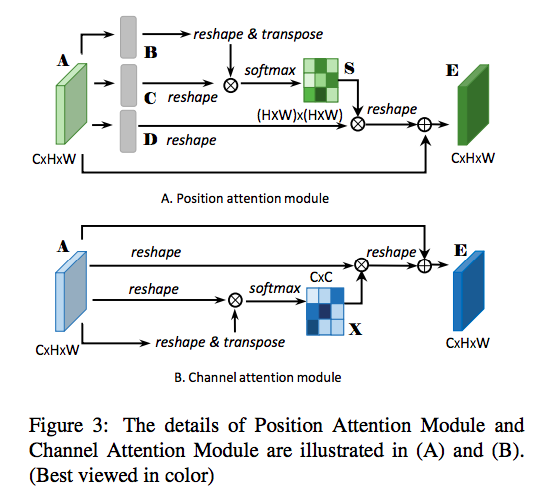 reshape & transpose
A
B
softmax
S
E
C reshape
(HxW)x(HxW)
reshape
D reshape
CxHxW
CxHxW
A. Position attention module
A
reshape
reshape
E
reshape
softmax
CxC
X
CxHxW
reshape & transpose
CxHxW
B. Channel attention module
Figure 3: The details of Position Attention Module and
Channel Attention Module are illustrated in (A) and (B).
(Best viewed in color)